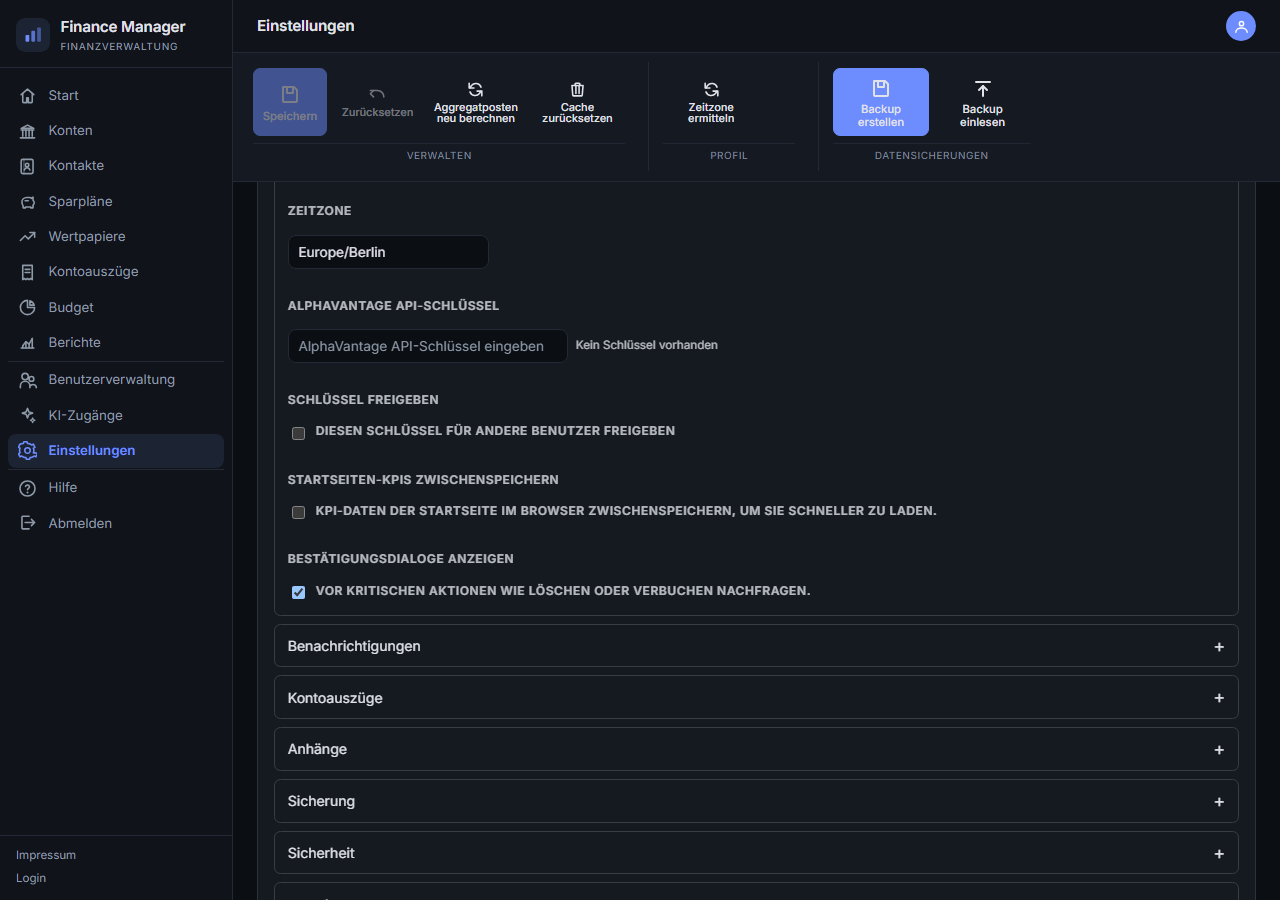 Finance Manager
FINANZVERWALTUNG
Start
Konten
Kontakte
Sparpläne
Wertpapiere
Kontoauszüge
Budget
Berichte
Benutzerverwaltung
KI-Zugänge
Einstellungen
Hilfe
Abmelden
Impressum
Login
Einstellungen
Speichern
Zurücksetzen
Aggregatposten
neu berechnen
Cache
zurücksetzen
VERWALTEN
Zeitzone
ermitteln
PROFIL
Backup
erstellen
Backup
einlesen
DATENSICHERUNGEN
ZEITZONE
Europe/Berlin
ALPHAVANTAGE API-SCHLÜSSEL
AlphaVantage API-Schlüssel eingeben
Kein Schlüssel vorhanden
SCHLÜSSEL FREIGEBEN
DIESEN SCHLÜSSEL FÜR ANDERE BENUTZER FREIGEBEN
STARTSEITEN-KPIS ZWISCHENSPEICHERN
KPI-DATEN DER STARTSEITE IM BROWSER ZWISCHENSPEICHERN, UM SIE SCHNELLER ZU LADEN.
BESTÄTIGUNGSDIALOGE ANZEIGEN
VOR KRITISCHEN AKTIONEN WIE LÖSCHEN ODER VERBUCHEN NACHFRAGEN.
Benachrichtigungen +
Kontoauszüge +
Anhänge +
Sicherung +
Sicherheit +